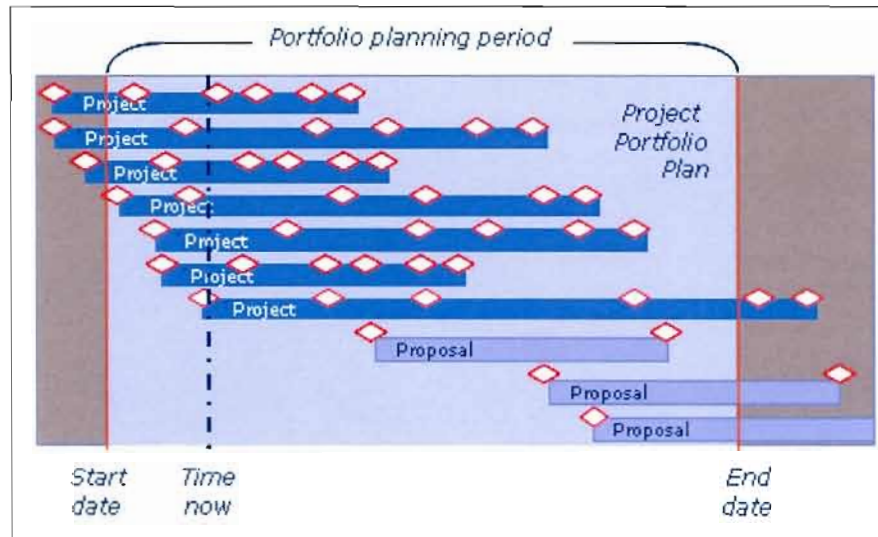 Portfolio planning period
Project
Project
Portfolio
Plan
Project
Project
Project
Project
Project
Project
Proposal
Proposal
Proposal
Start
date
Time
now
End
date